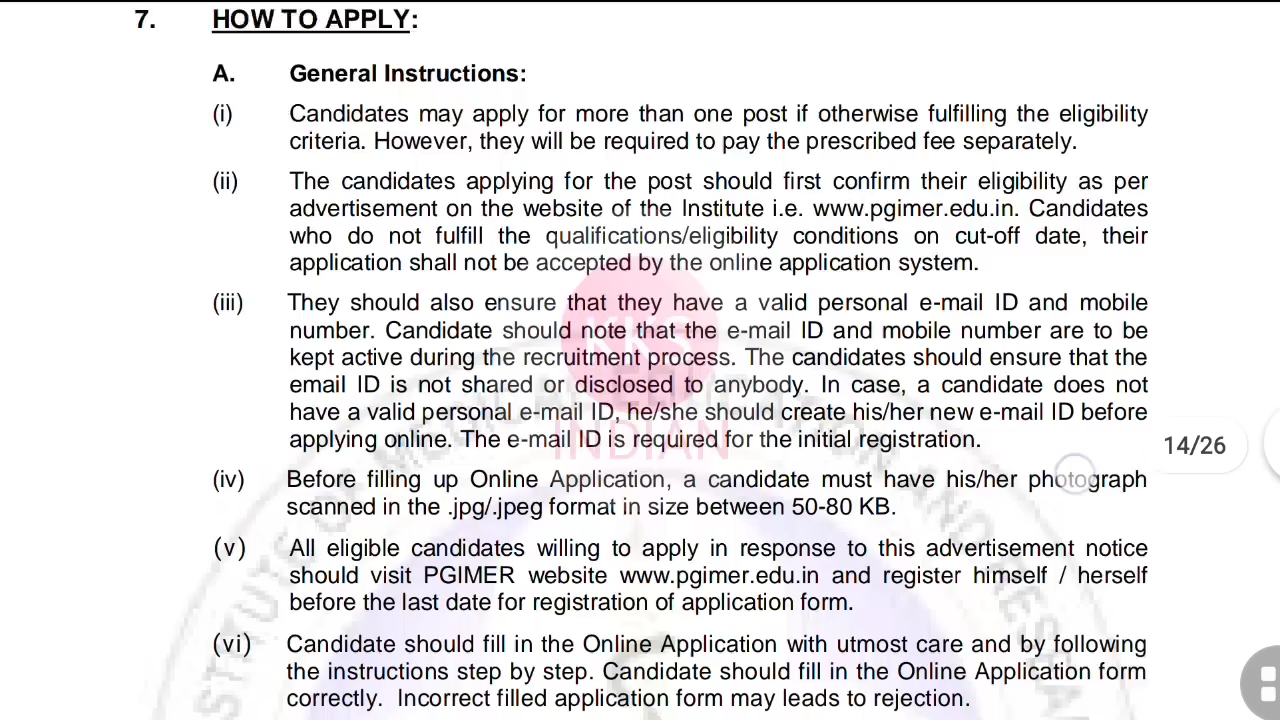 7. HOW TO APPLY:
A. General Instructions:
(i) Candidates may apply for more than one post if otherwise fulfilling the eligibility
criteria. However, they will be required to pay the prescribed fee separately.
(ii) The candidates applying for the post should first confirm their eligibility as per
advertisement on the website of the Institute i.e. www.pgimer.edu.in. Candidates
who do not fulfill the qualifications/eligibility conditions on cut-off date, their
application shall not be accepted by the online application system.
(iii) They should also ensure that they have a valid personal e-mail ID and mobile
number. Candidate should note that the e-mail ID and mobile number are to be
kept active during the recruitment process. The candidates should ensure that the
email ID is not shared or disclosed to anybody. In case, a candidate does not
have a valid personal e-mail ID, he/she should create his/her new e-mail ID before
applying online. The e-mail ID is required for the initial registration.
14/26
(iv) Before filling up Online Application, a candidate must have his/her photograph
scanned in the .jpg/.jpeg format in size between 50-80 KB.
(v) All eligible candidates willing to apply in response to this advertisement notice
should visit PGIMER website www.pgimer.edu.in and register himself / herself
before the last date for registration of application form.
(vi) Candidate should fill in the Online Application with utmost care and by following
the instructions step by step. Candidate should fill in the Online Application form
correctly. Incorrect filled application form may leads to rejection.
KKS
INDIAN